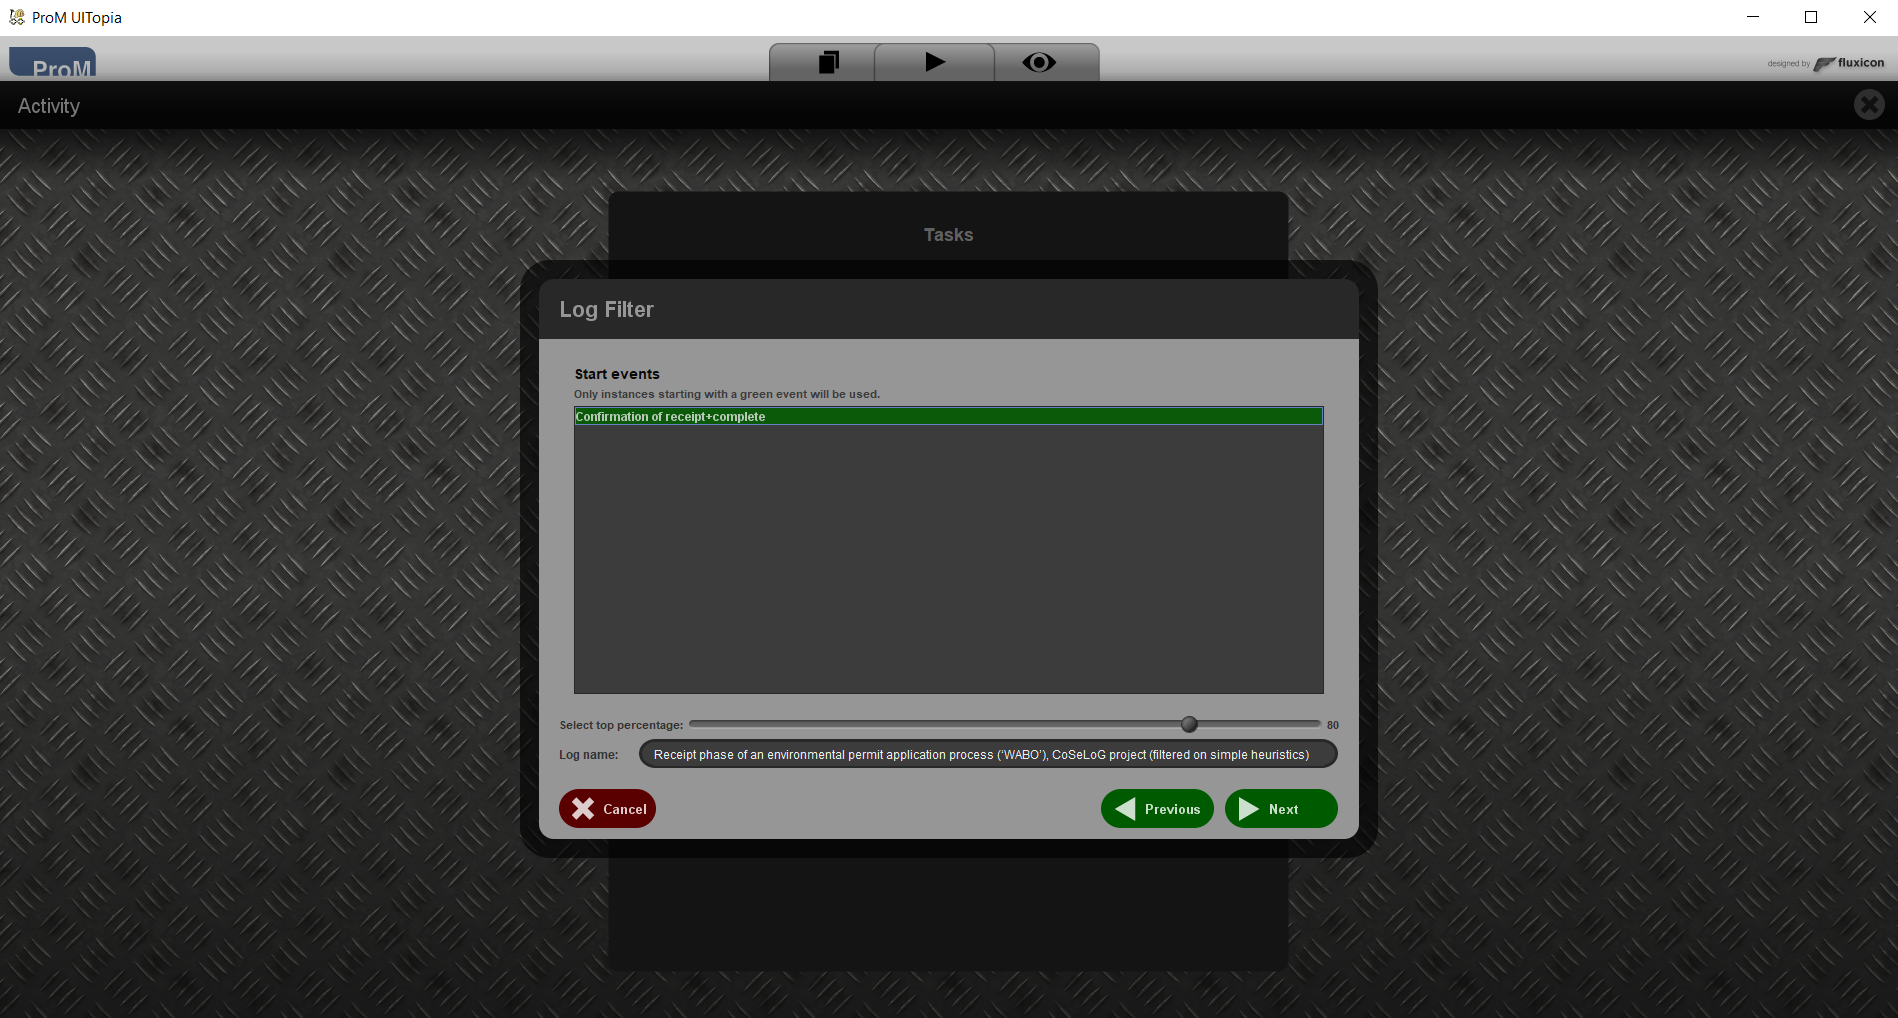 ProM UITopia
ProM
designed by fluxicon
Activity
Tasks
Log Filter
Start events
Only instances starting with a green event will be used.
Confirmation of receipt+complete
Select top percentage: 80
Log name: Receipt phase of an environmental permit application process (‘WABO’), CoSeLoG project (filtered on simple heuristics)
Cancel Previous Next